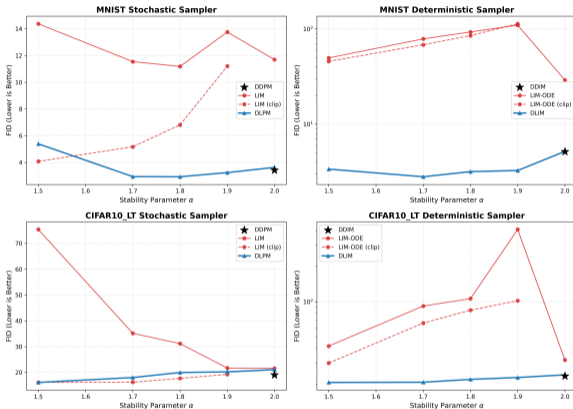 MNIST Stochastic Sampler
FID (Lower is Better)
14
12
10
8
6
4
1.5
1.6
1.7
1.8
1.9
2.0
Stability Parameter α
DDPM
LIM
LIM (clip)
DLPM
MNIST Deterministic Sampler
FID (Lower is Better)
10²
10¹
1.5
1.6
1.7
1.8
1.9
2.0
Stability Parameter α
DDIM
LIM-ODE
LIM-ODE (clip)
DLIM
CIFAR10_LT Stochastic Sampler
FID (Lower is Better)
70
60
50
40
30
20
1.5
1.6
1.7
1.8
1.9
2.0
Stability Parameter α
DDPM
LIM
LIM (clip)
DLPM
CIFAR10_LT Deterministic Sampler
FID (Lower is Better)
10²
1.5
1.6
1.7
1.8
1.9
2.0
Stability Parameter α
DDIM
LIM-ODE
LIM-ODE (clip)
DLIM